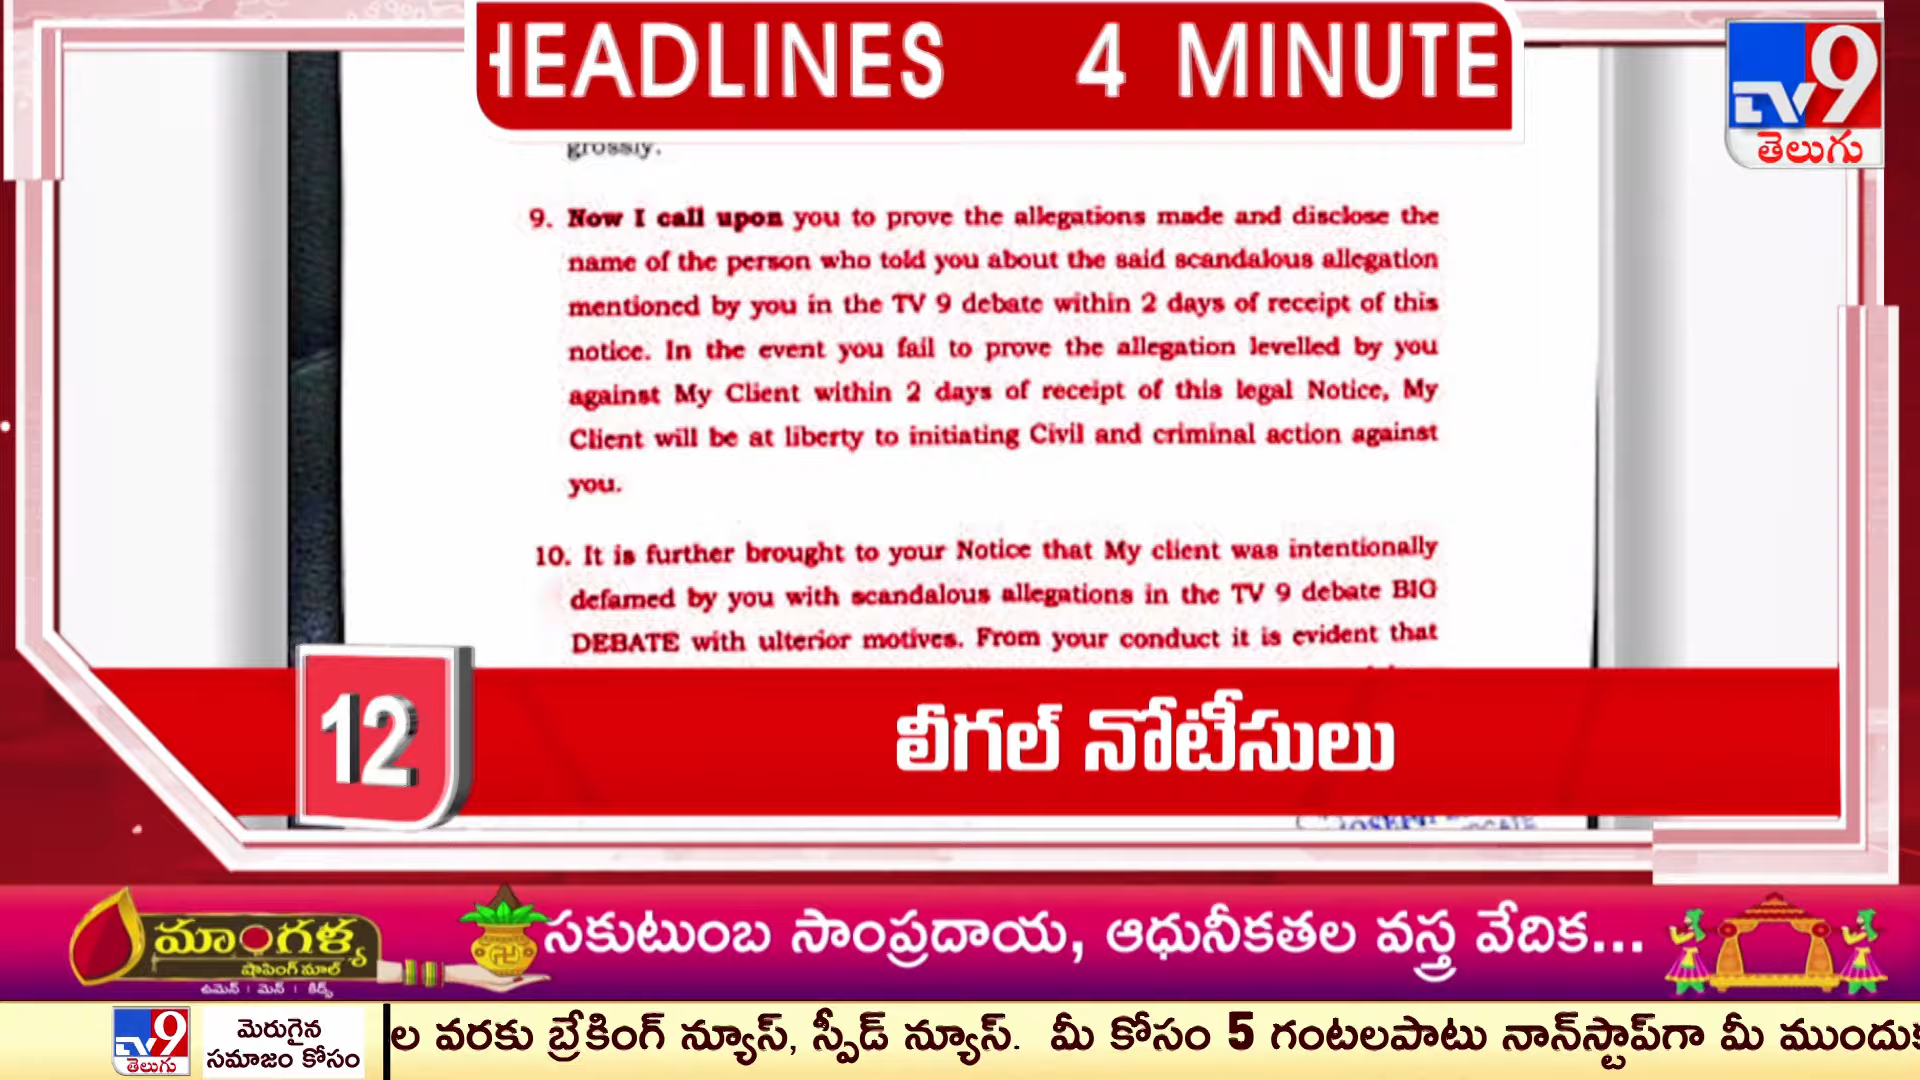 HEADLINES 4 MINUTE
TV9
తెలుగు
grossly.
9. Now I call upon you to prove the allegations made and disclose the
name of the person who told you about the said scandalous allegation
mentioned by you in the TV 9 debate within 2 days of receipt of this
notice. In the event you fail to prove the allegation levelled by you
against My Client within 2 days of receipt of this legal Notice, My
Client will be at liberty to initiating Civil and criminal action against
you.
10. It is further brought to your Notice that My client was intentionally
defamed by you with scandalous allegations in the TV 9 debate BIG
DEBATE with ulterior motives. From your conduct it is evident that
12
లీగల్ నోటీసులు
మాంగళ్య
షాపింగ్ మాల్
ఉమెన్ | మెన్ | కిడ్స్
సకుటుంబ సాంప్రదాయ, ఆధునీకతల వస్త్ర వేదిక...
TV9
తెలుగు
మెరుగైన
సమాజం కోసం
ల వరకు బ్రేకింగ్ న్యూస్, స్పీడ్ న్యూస్. మీ కోసం 5 గంటలపాటు నాన్‌స్టాప్‌గా మీ